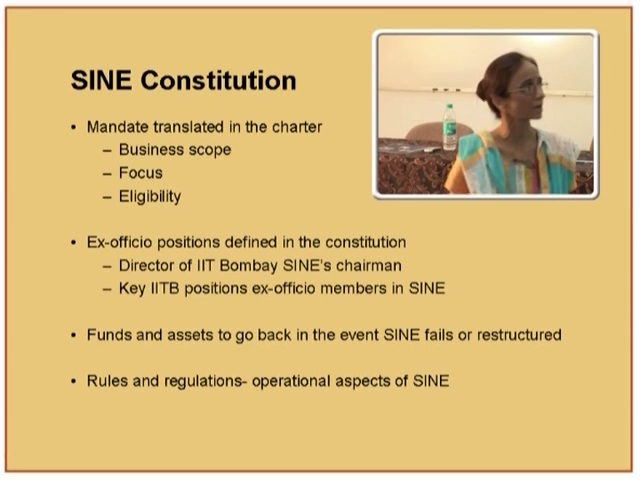 SINE Constitution
• Mandate translated in the charter
– Business scope
– Focus
– Eligibility
• Ex-officio positions defined in the constitution
– Director of IIT Bombay SINE's chairman
– Key IITB positions ex-officio members in SINE
• Funds and assets to go back in the event SINE fails or restructured
• Rules and regulations- operational aspects of SINE